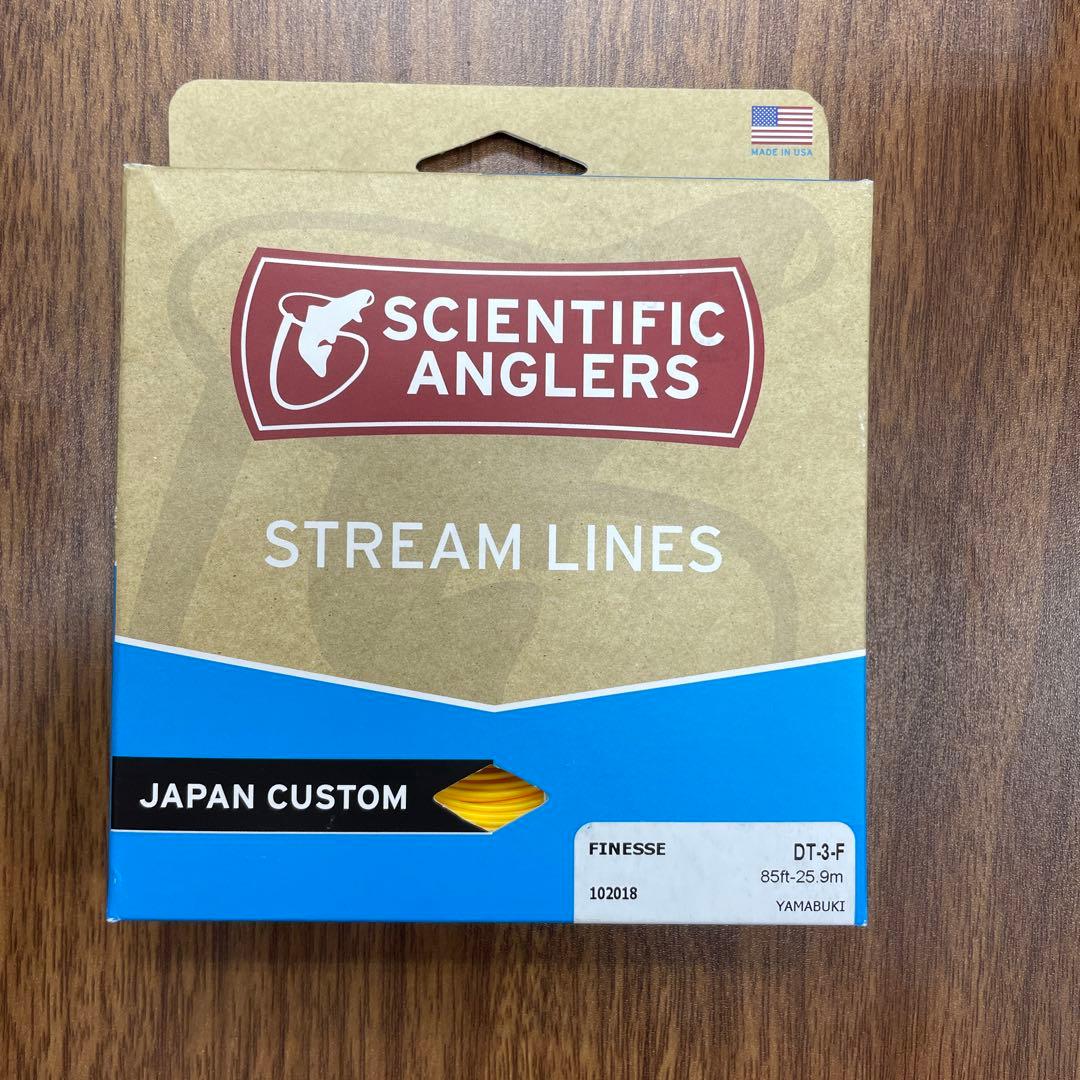 MADE IN USA
SCIENTIFIC
ANGLERS
STREAM LINES
JAPAN CUSTOM
FINESSE
DT-3-F
85ft-25.9m
102018
YAMABUKI